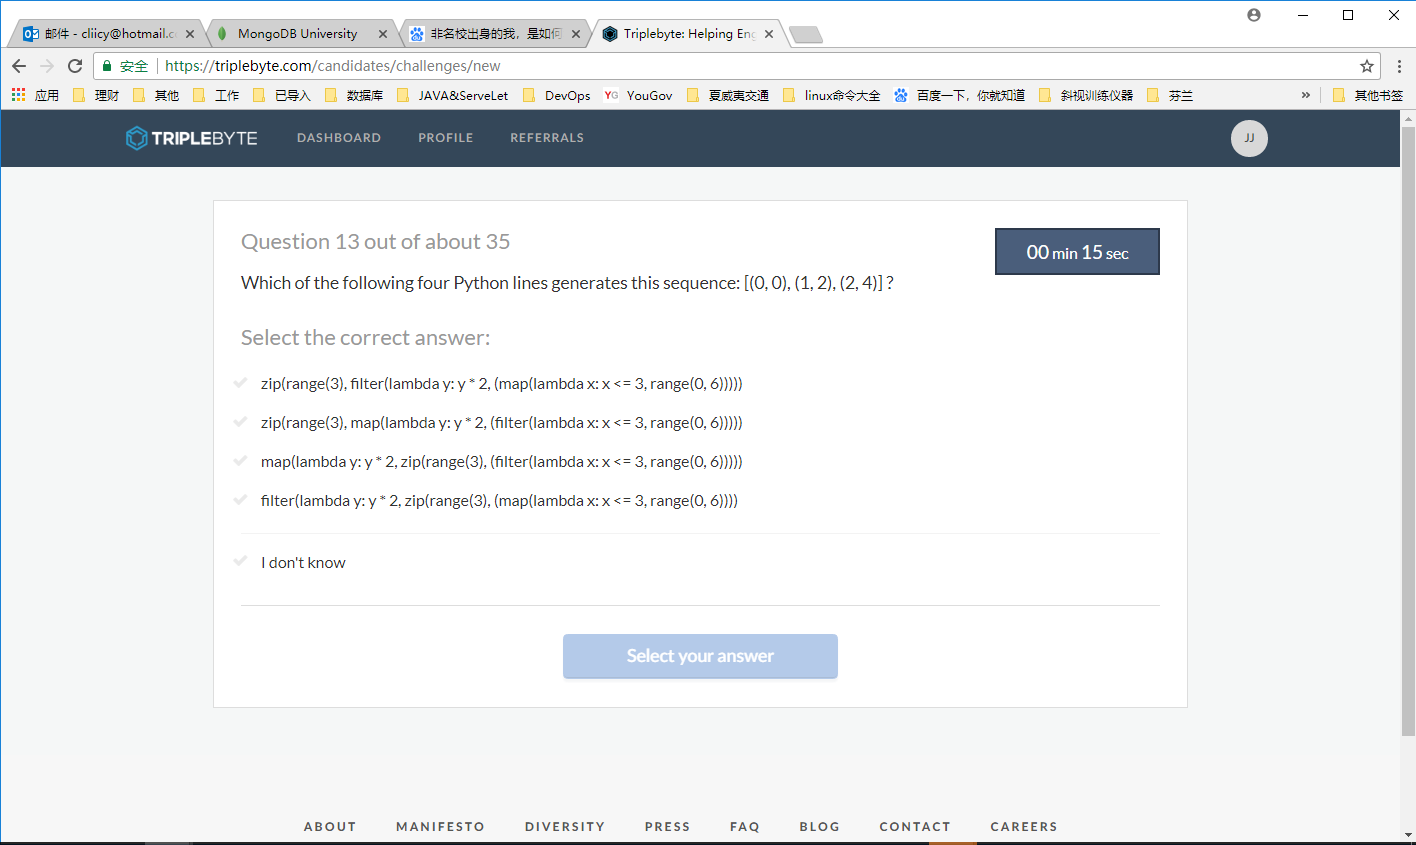 邮件 - cliicy@hotmail.c
MongoDB University
非名校出身的我，是如何
Triplebyte: Helping Eng
安全
https://triplebyte.com/candidates/challenges/new
应用
理财
其他
工作
已导入
数据库
JAVA&ServeLet
DevOps
YG YouGov
夏威夷交通
linux命令大全
百度一下，你就知道
斜视训练仪器
芬兰
»
其他书签
TRIPLEBYTE
DASHBOARD
PROFILE
REFERRALS
JJ
Question 13 out of about 35
00 min 15 sec
Which of the following four Python lines generates this sequence: [(0, 0), (1, 2), (2, 4)] ?
Select the correct answer:
zip(range(3), filter(lambda y: y * 2, (map(lambda x: x <= 3, range(0, 6)))))
zip(range(3), map(lambda y: y * 2, (filter(lambda x: x <= 3, range(0, 6)))))
map(lambda y: y * 2, zip(range(3), (filter(lambda x: x <= 3, range(0, 6)))))
filter(lambda y: y * 2, zip(range(3), (map(lambda x: x <= 3, range(0, 6))))
I don't know
Select your answer
ABOUT
MANIFESTO
DIVERSITY
PRESS
FAQ
BLOG
CONTACT
CAREERS